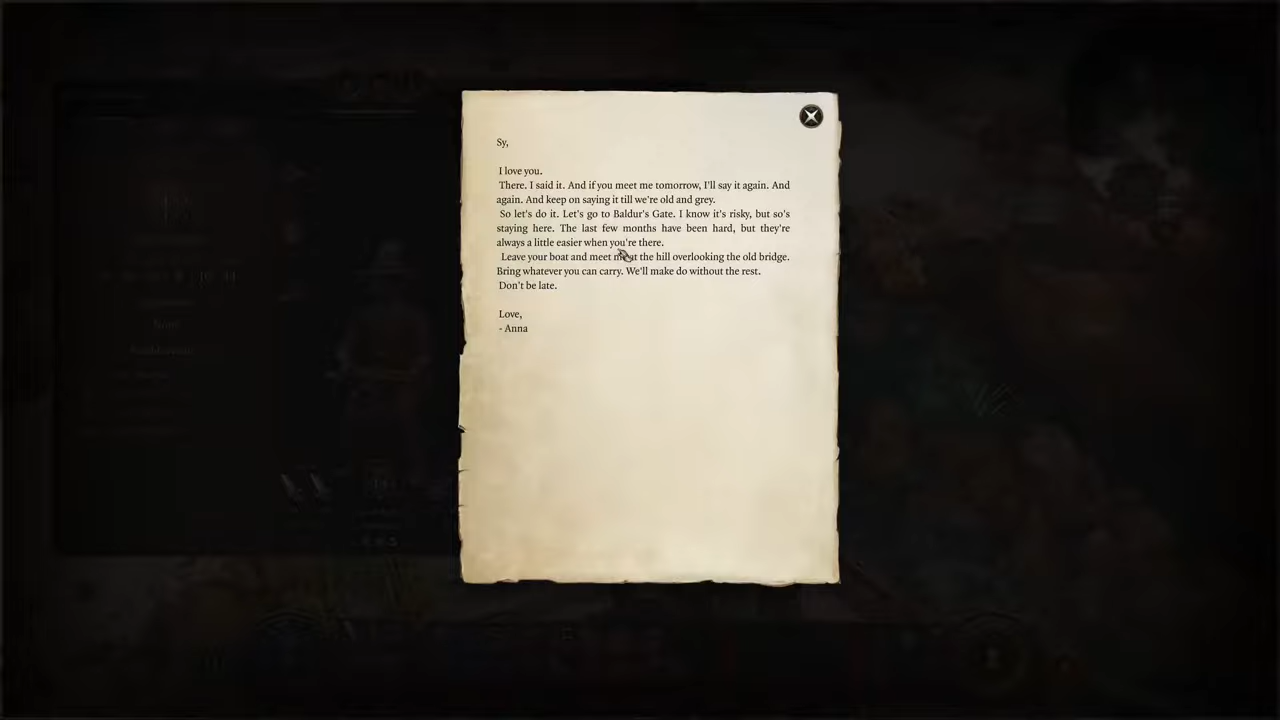 Sy,
I love you.
There. I said it. And if you meet me tomorrow, I'll say it again. And
again. And keep on saying it till we're old and grey.
So let's do it. Let's go to Baldur's Gate. I know it's risky, but so's
staying here. The last few months have been hard, but they're
always a little easier when you're there.
Leave your boat and meet at the hill overlooking the old bridge.
Bring whatever you can carry. We'll make do without the rest.
Don't be late.
Love,
- Anna